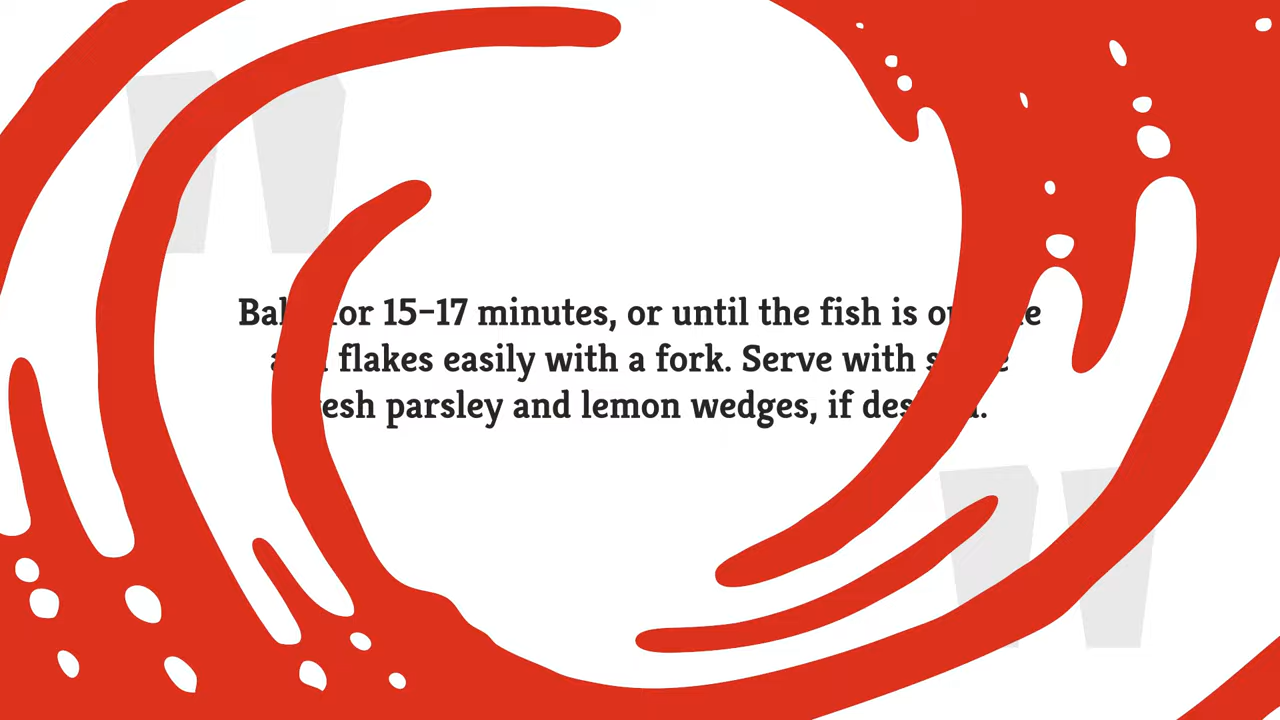 for 15–17 minutes, or until the fish is
flakes easily with a fork. Serve with
fresh parsley and lemon wedges, if